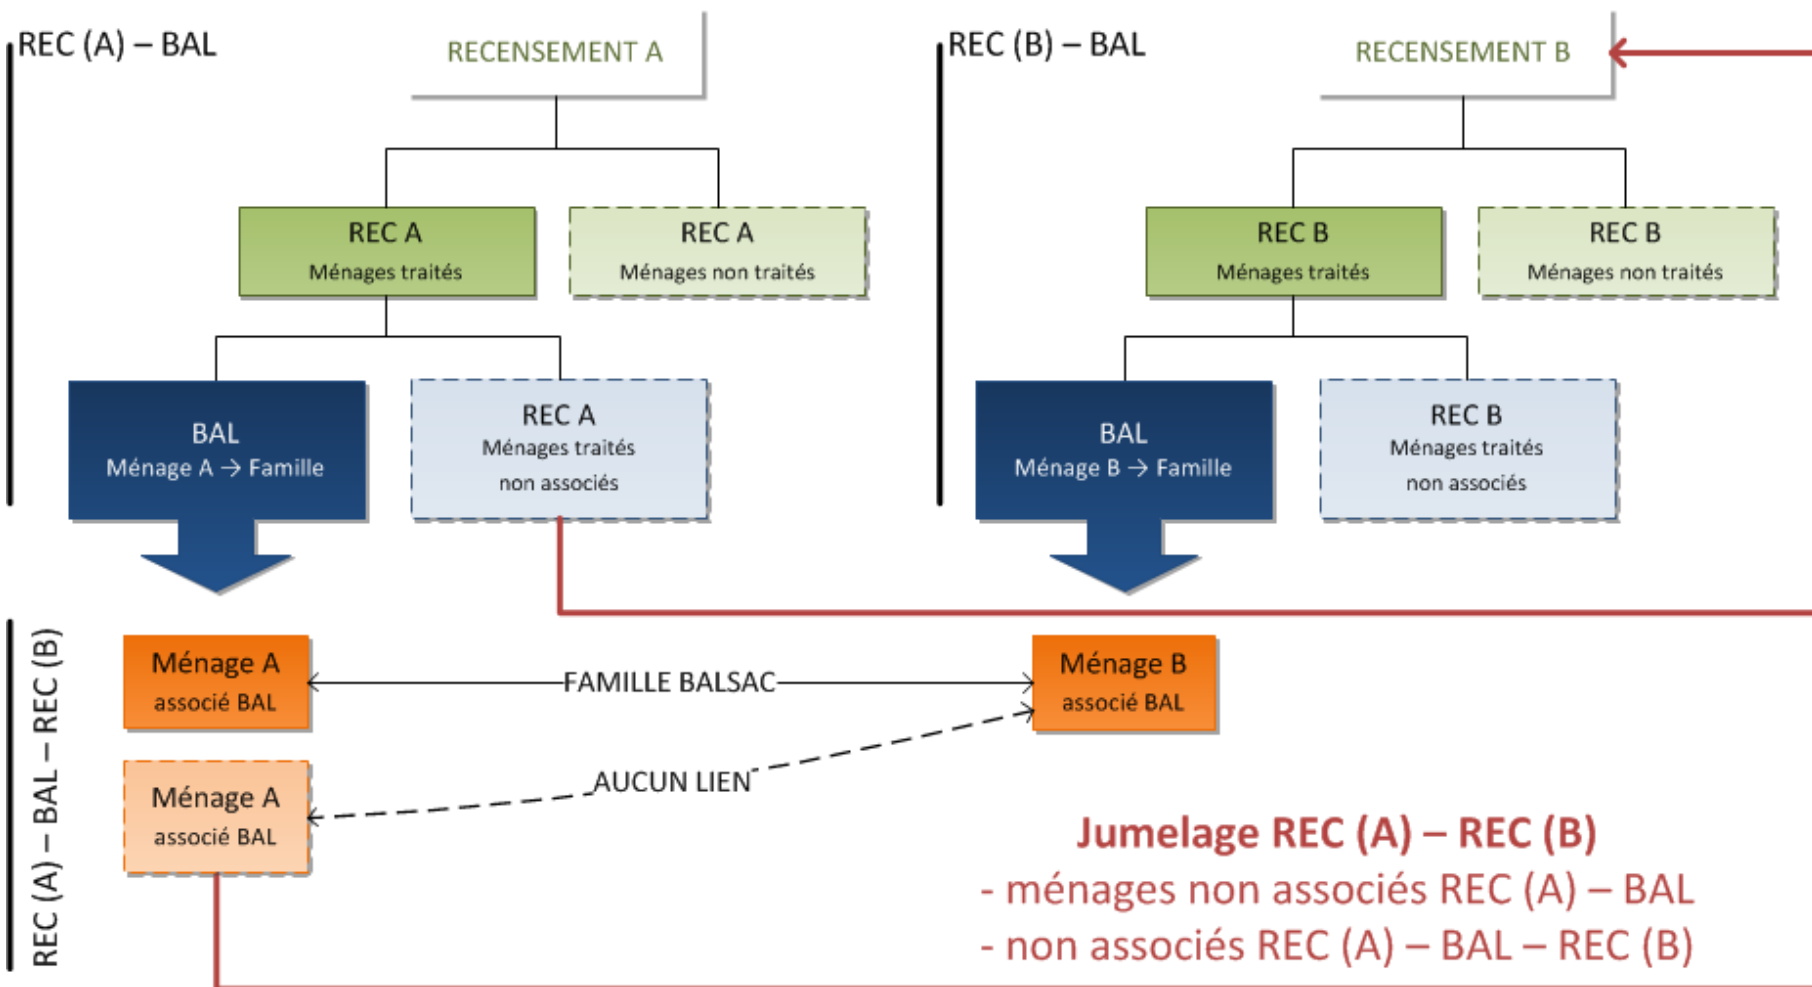 REC (A) – BAL
RECENSEMENT A
REC (B) – BAL
RECENSEMENT B
REC A
Ménages traités
REC A
Ménages non traités
REC B
Ménages traités
REC B
Ménages non traités
BAL
Ménage A → Famille
REC A
Ménages traités
non associés
BAL
Ménage B → Famille
REC B
Ménages traités
non associés
REC (A) – BAL – REC (B)
Ménage A
associé BAL
FAMILLE BALSAC
Ménage B
associé BAL
Ménage A
associé BAL
AUCUN LIEN
Jumelage REC (A) – REC (B)
- ménages non associés REC (A) – BAL
- non associés REC (A) – BAL – REC (B)